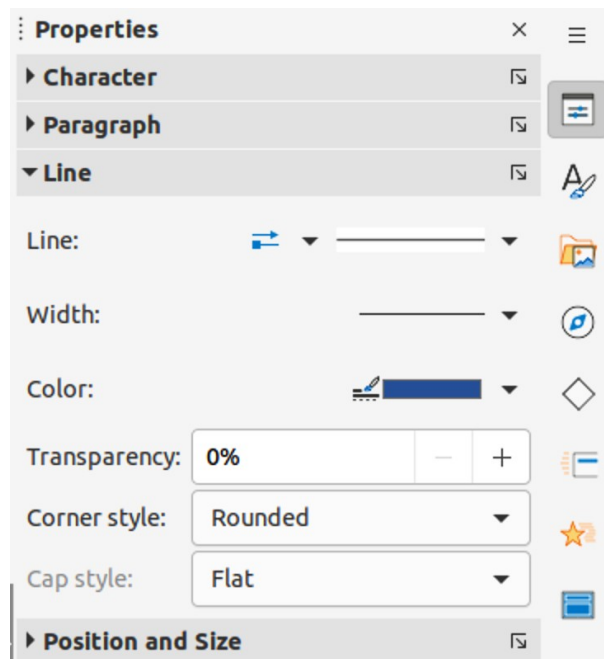 Properties
Character
Paragraph
Line
Line:
Width:
Color:
Transparency: 0%
Corner style: Rounded
Cap style: Flat
Position and Size